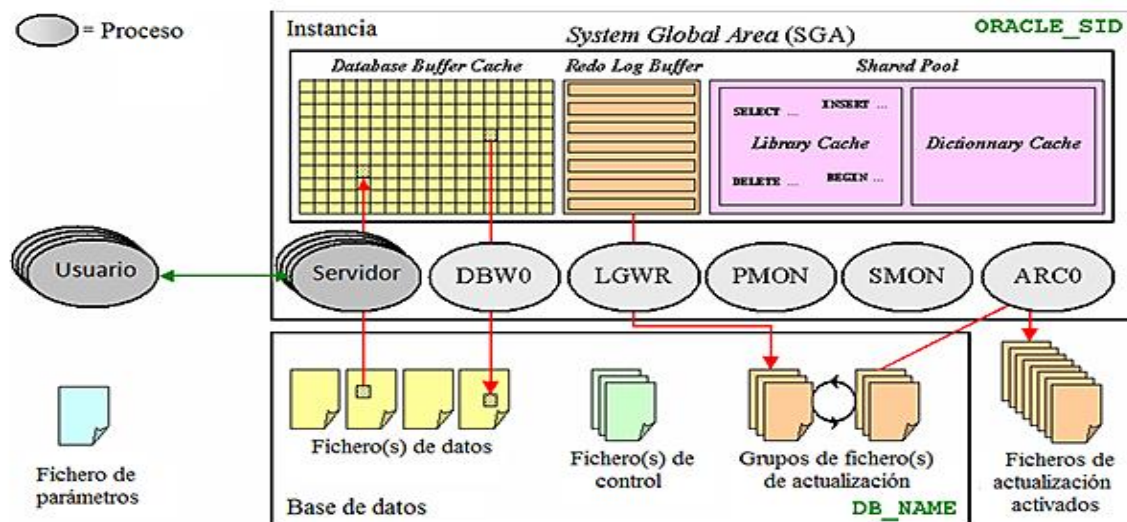 = Proceso
Instancia
ORACLE_SID
System Global Area (SGA)
Database Buffer Cache
Redo Log Buffer
Shared Pool
SELECT ...
INSERT ...
Library Cache
DELETE ...
BEGIN ...
Dictionnary Cache
Usuario
Servidor
DBW0
LGWR
PMON
SMON
ARC0
Fichero(s) de datos
Fichero(s) de
control
Grupos de fichero(s)
de actualización
Ficheros de
actualización
activados
Fichero de
parámetros
Base de datos
DB_NAME